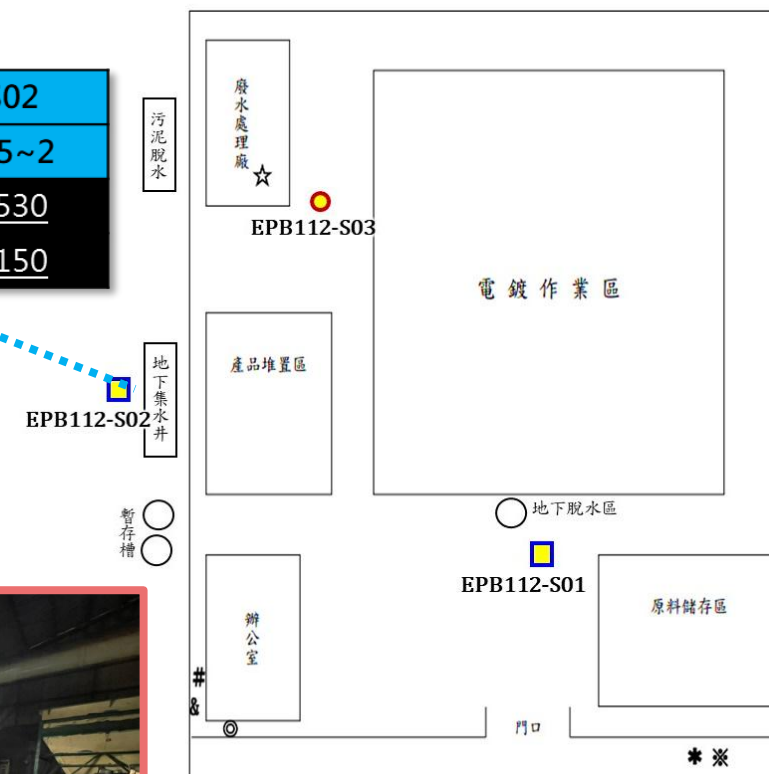 02
5~2
530
150
污泥脫水
廢水處理廠
☆
EPB112-S03
電鍍作業區
產品堆置區
地下集水井
EPB112-S02
暫存槽
地下脫水區
EPB112-S01
原料儲存區
辦公室
#
&
◎
門口
* ※